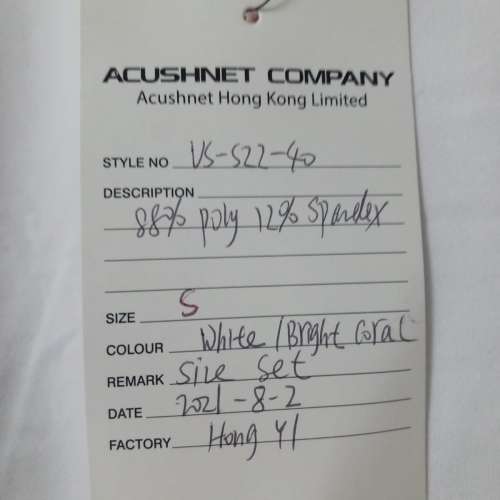 ACUSHNET COMPANY
Acushnet Hong Kong Limited
STYLE NO VS-S22-40
DESCRIPTION
88% poly 12% Spandex
SIZE S
COLOUR White/Bright Coral
REMARK Size Set
DATE 2021-8-2
FACTORY Hong YI